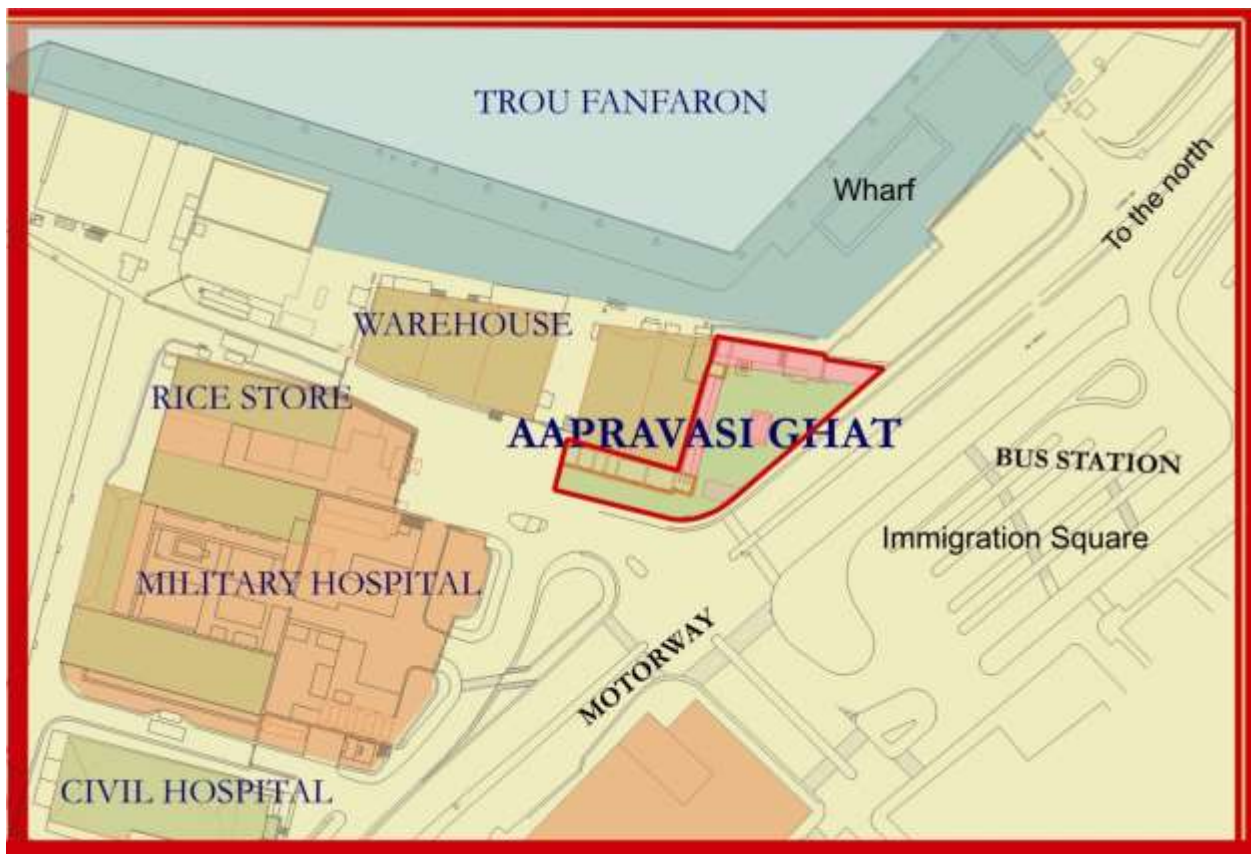 TROU FANFARON
Wharf
To the north
WAREHOUSE
RICE STORE
AAPRAVASI GHAT
BUS STATION
Immigration Square
MILITARY HOSPITAL
MOTORWAY
CIVIL HOSPITAL